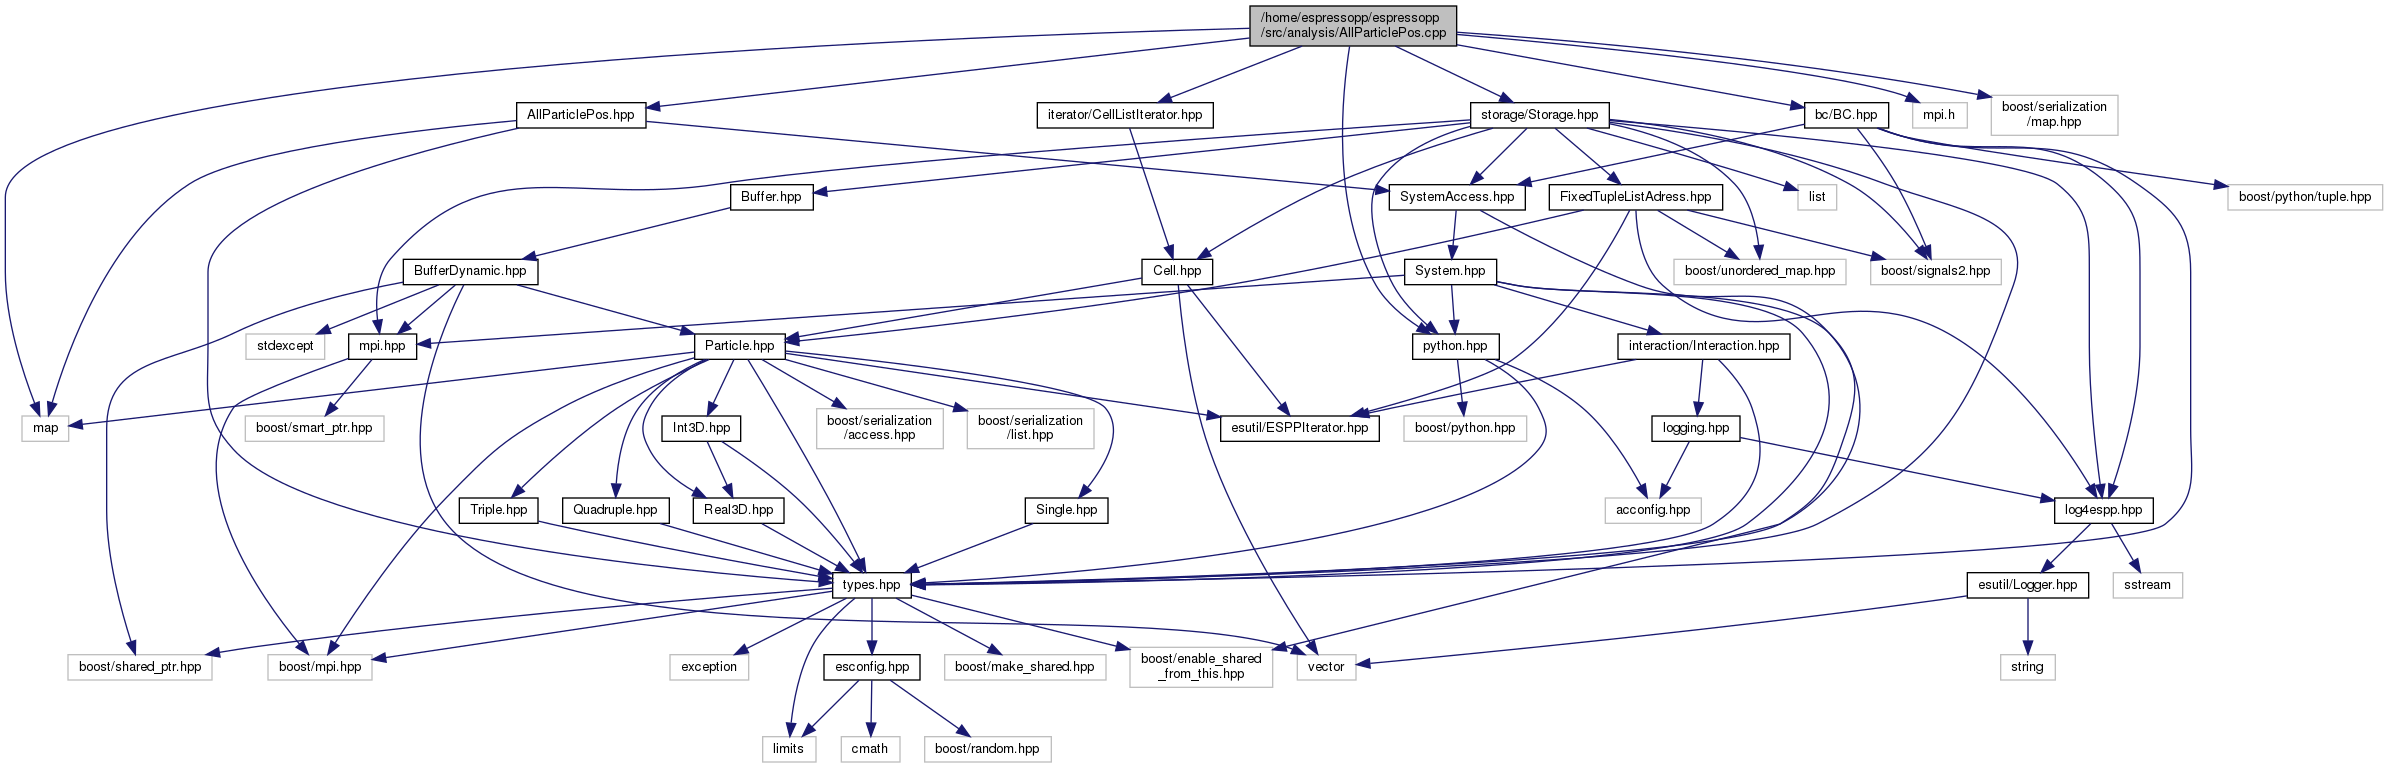 /home/espressopp/espressopp
/src/analysis/AllParticlePos.cpp
AllParticlePos.hpp
iterator/CellListIterator.hpp
storage/Storage.hpp
bc/BC.hpp
mpi.h
boost/serialization
/map.hpp
Buffer.hpp
SystemAccess.hpp
FixedTupleListAdress.hpp
list
boost/python/tuple.hpp
BufferDynamic.hpp
Cell.hpp
System.hpp
boost/unordered_map.hpp
boost/signals2.hpp
stdexcept
mpi.hpp
Particle.hpp
python.hpp
interaction/Interaction.hpp
map
boost/smart_ptr.hpp
Int3D.hpp
boost/serialization
/access.hpp
boost/serialization
/list.hpp
esutil/ESPPIterator.hpp
boost/python.hpp
logging.hpp
Triple.hpp
Quadruple.hpp
Real3D.hpp
Single.hpp
acconfig.hpp
log4espp.hpp
types.hpp
esutil/Logger.hpp
sstream
boost/shared_ptr.hpp
boost/mpi.hpp
exception
esconfig.hpp
boost/make_shared.hpp
boost/enable_shared
_from_this.hpp
vector
string
limits
cmath
boost/random.hpp